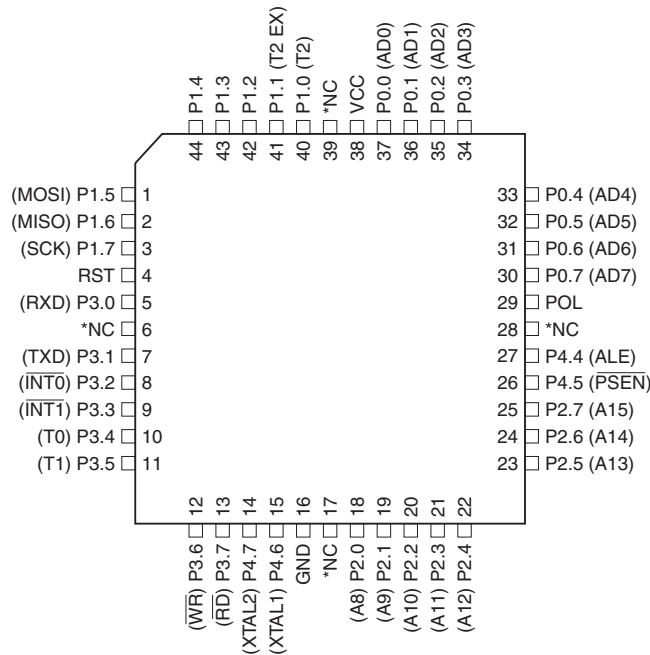 44 P1.4
43 P1.3
42 P1.2
41 P1.1 (T2 EX)
40 P1.0 (T2)
39 *NC
38 VCC
37 P0.0 (AD0)
36 P0.1 (AD1)
35 P0.2 (AD2)
34 P0.3 (AD3)
(MOSI) P1.5 1
(MISO) P1.6 2
(SCK) P1.7 3
RST 4
(RXD) P3.0 5
*NC 6
(TXD) P3.1 7
(INT0) P3.2 8
(INT1) P3.3 9
(T0) P3.4 10
(T1) P3.5 11
33 P0.4 (AD4)
32 P0.5 (AD5)
31 P0.6 (AD6)
30 P0.7 (AD7)
29 POL
28 *NC
27 P4.4 (ALE)
26 P4.5 (PSEN)
25 P2.7 (A15)
24 P2.6 (A14)
23 P2.5 (A13)
(WR) P3.6 12
(RD) P3.7 13
(XTAL2) P4.7 14
(XTAL1) P4.6 15
GND 16
*NC 17
(A8) P2.0 18
(A9) P2.1 19
(A10) P2.2 20
(A11) P2.3 21
(A12) P2.4 22